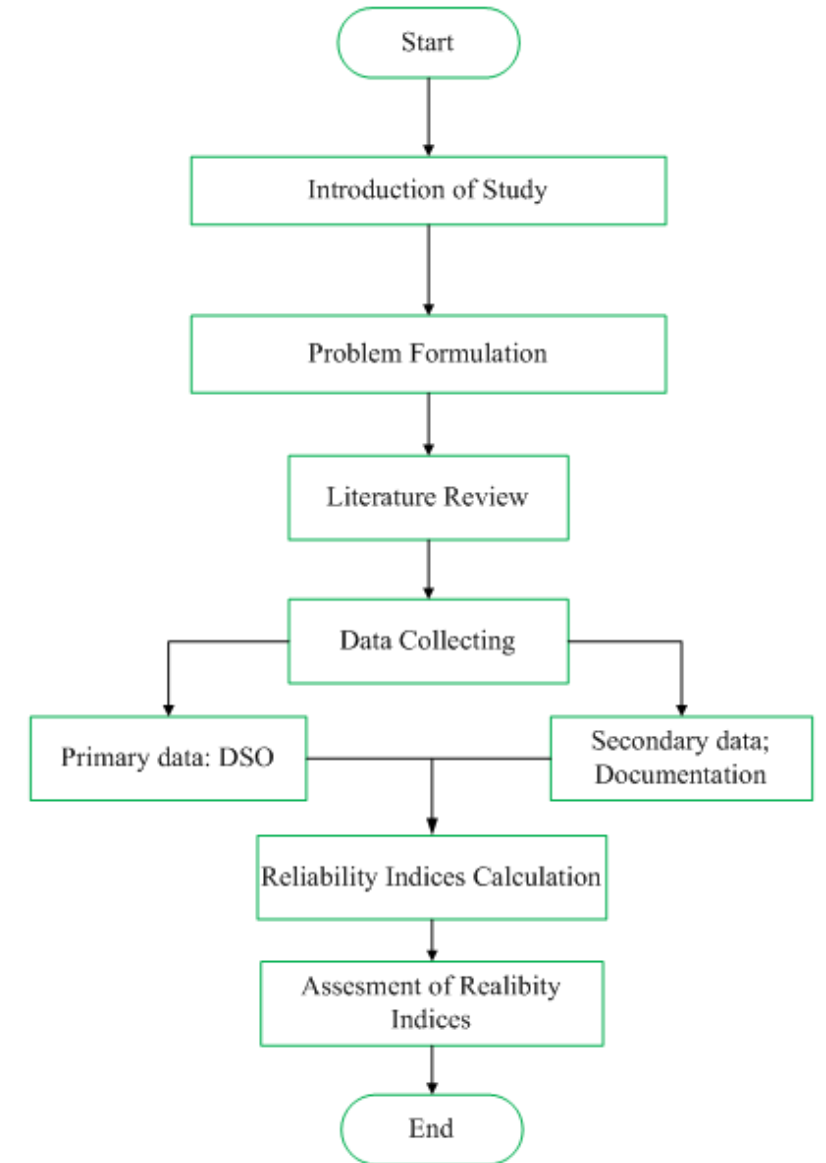 Start
Introduction of Study
Problem Formulation
Literature Review
Data Collecting
Primary data: DSO
Secondary data;
Documentation
Reliability Indices Calculation
Assesment of Realibity
Indices
End